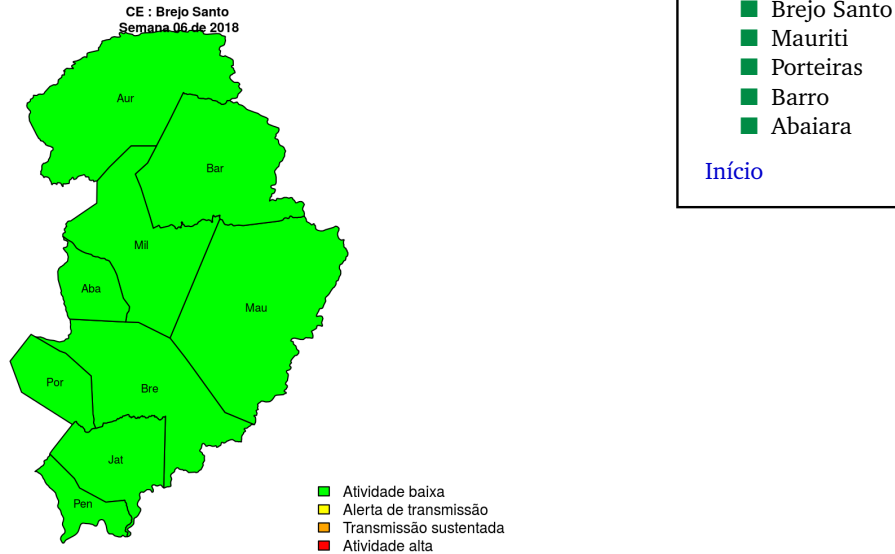 CE : Brejo Santo
Semana 06 de 2018
Aur
Bar
Mil
Aba
Mau
Por
Bre
Jat
Pen
Atividade baixa
Alerta de transmissão
Transmissão sustentada
Atividade alta
Brejo Santo
Mauriti
Porteiras
Barro
Abaiara
Início